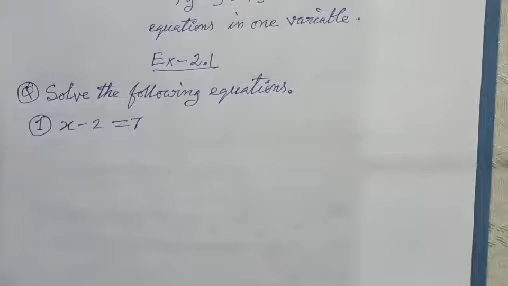 equations in one variable.
Ex-2.1
Q Solve the following equations.
1 x-2 =7